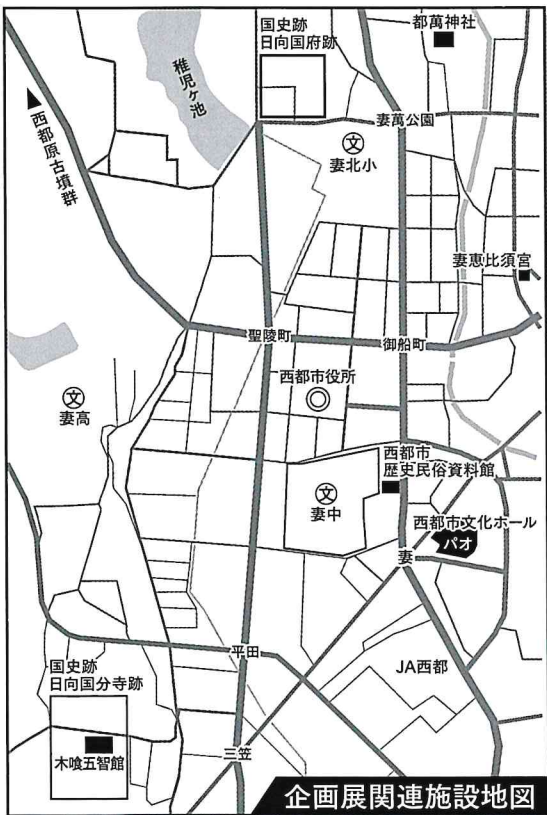 国史跡
日向国府跡
都萬神社
稚児ヶ池
西都原古墳群
妻萬公園
文
妻北小
妻恵比須宮
聖陵町
御船町
西都市役所
文
妻高
西都市
歴史民俗資料館
文
妻中
西都市文化ホール
パオ
妻
平田
JA西都
国史跡
日向国分寺跡
木喰五智館
三笠
企画展関連施設地図